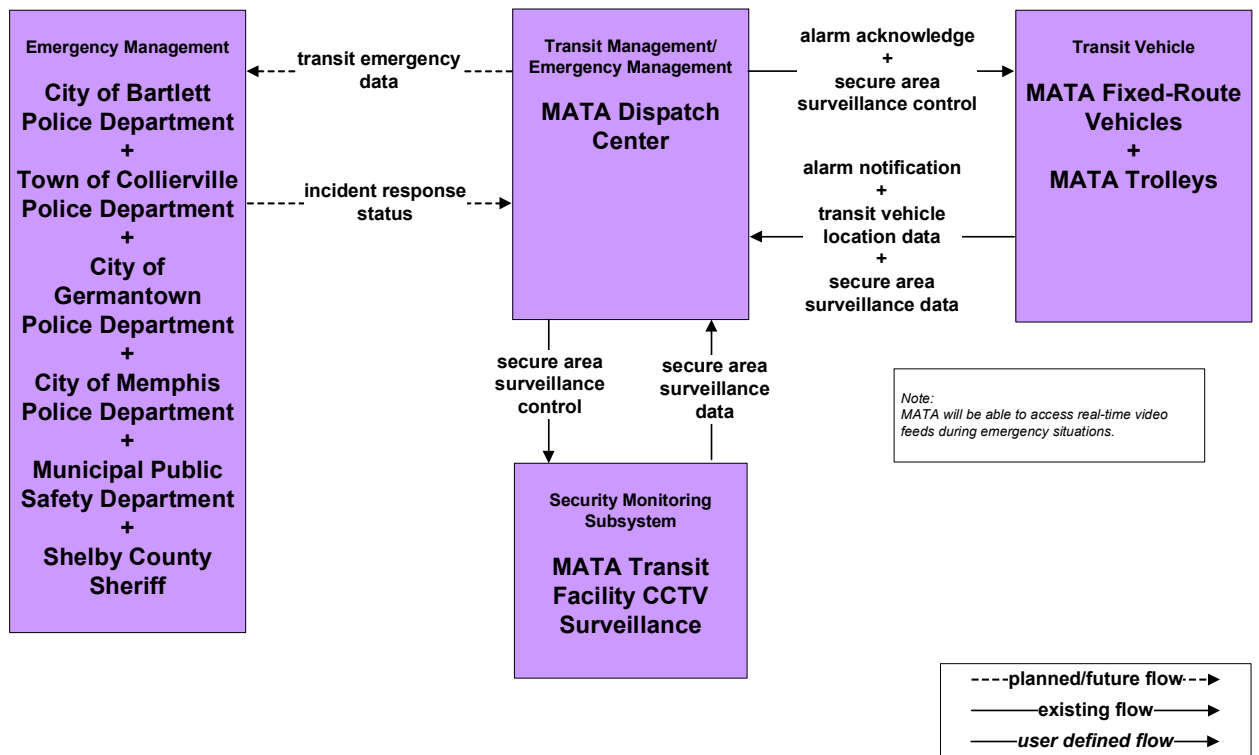 Emergency Management
City of Bartlett
Police Department
+
Town of Collierville
Police Department
+
City of
Germantown
Police Department
+
City of Memphis
Police Department
+
Municipal Public
Safety Department
+
Shelby County
Sheriff
transit emergency
data
incident response
status
Transit Management/
Emergency Management
MATA Dispatch
Center
alarm acknowledge
+
secure area
surveillance control
alarm notification
+
transit vehicle
location data
+
secure area
surveillance data
Transit Vehicle
MATA Fixed-Route
Vehicles
+
MATA Trolleys
secure area
surveillance
control
secure area
surveillance
data
Note:
MATA will be able to access real-time video
feeds during emergency situations.
Security Monitoring
Subsystem
MATA Transit
Facility CCTV
Surveillance
planned/future flow
existing flow
user defined flow